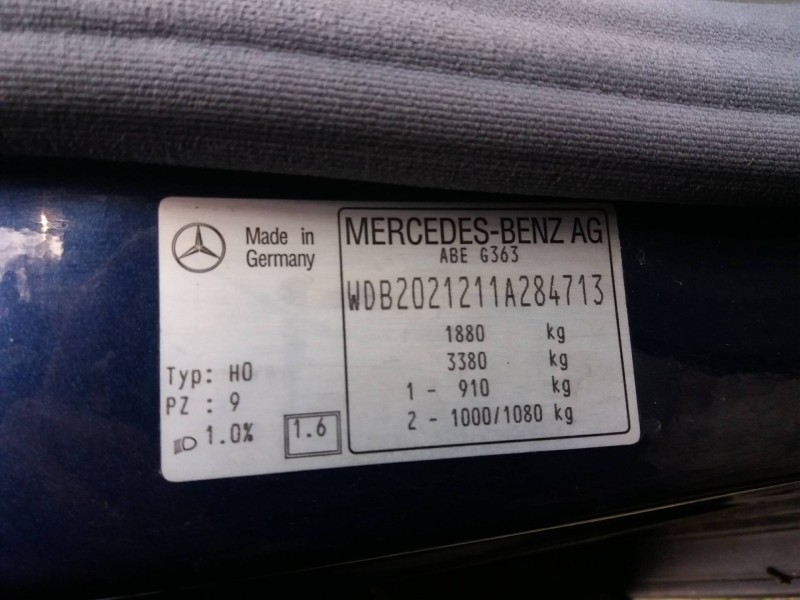 Made in
Germany
MERCEDES-BENZ AG
ABE G363
WDB2021211A284713
1880 kg
3380 kg
1 - 910 kg
2 - 1000/1080 kg
Typ: HO
PZ : 9
1.0%
1.6